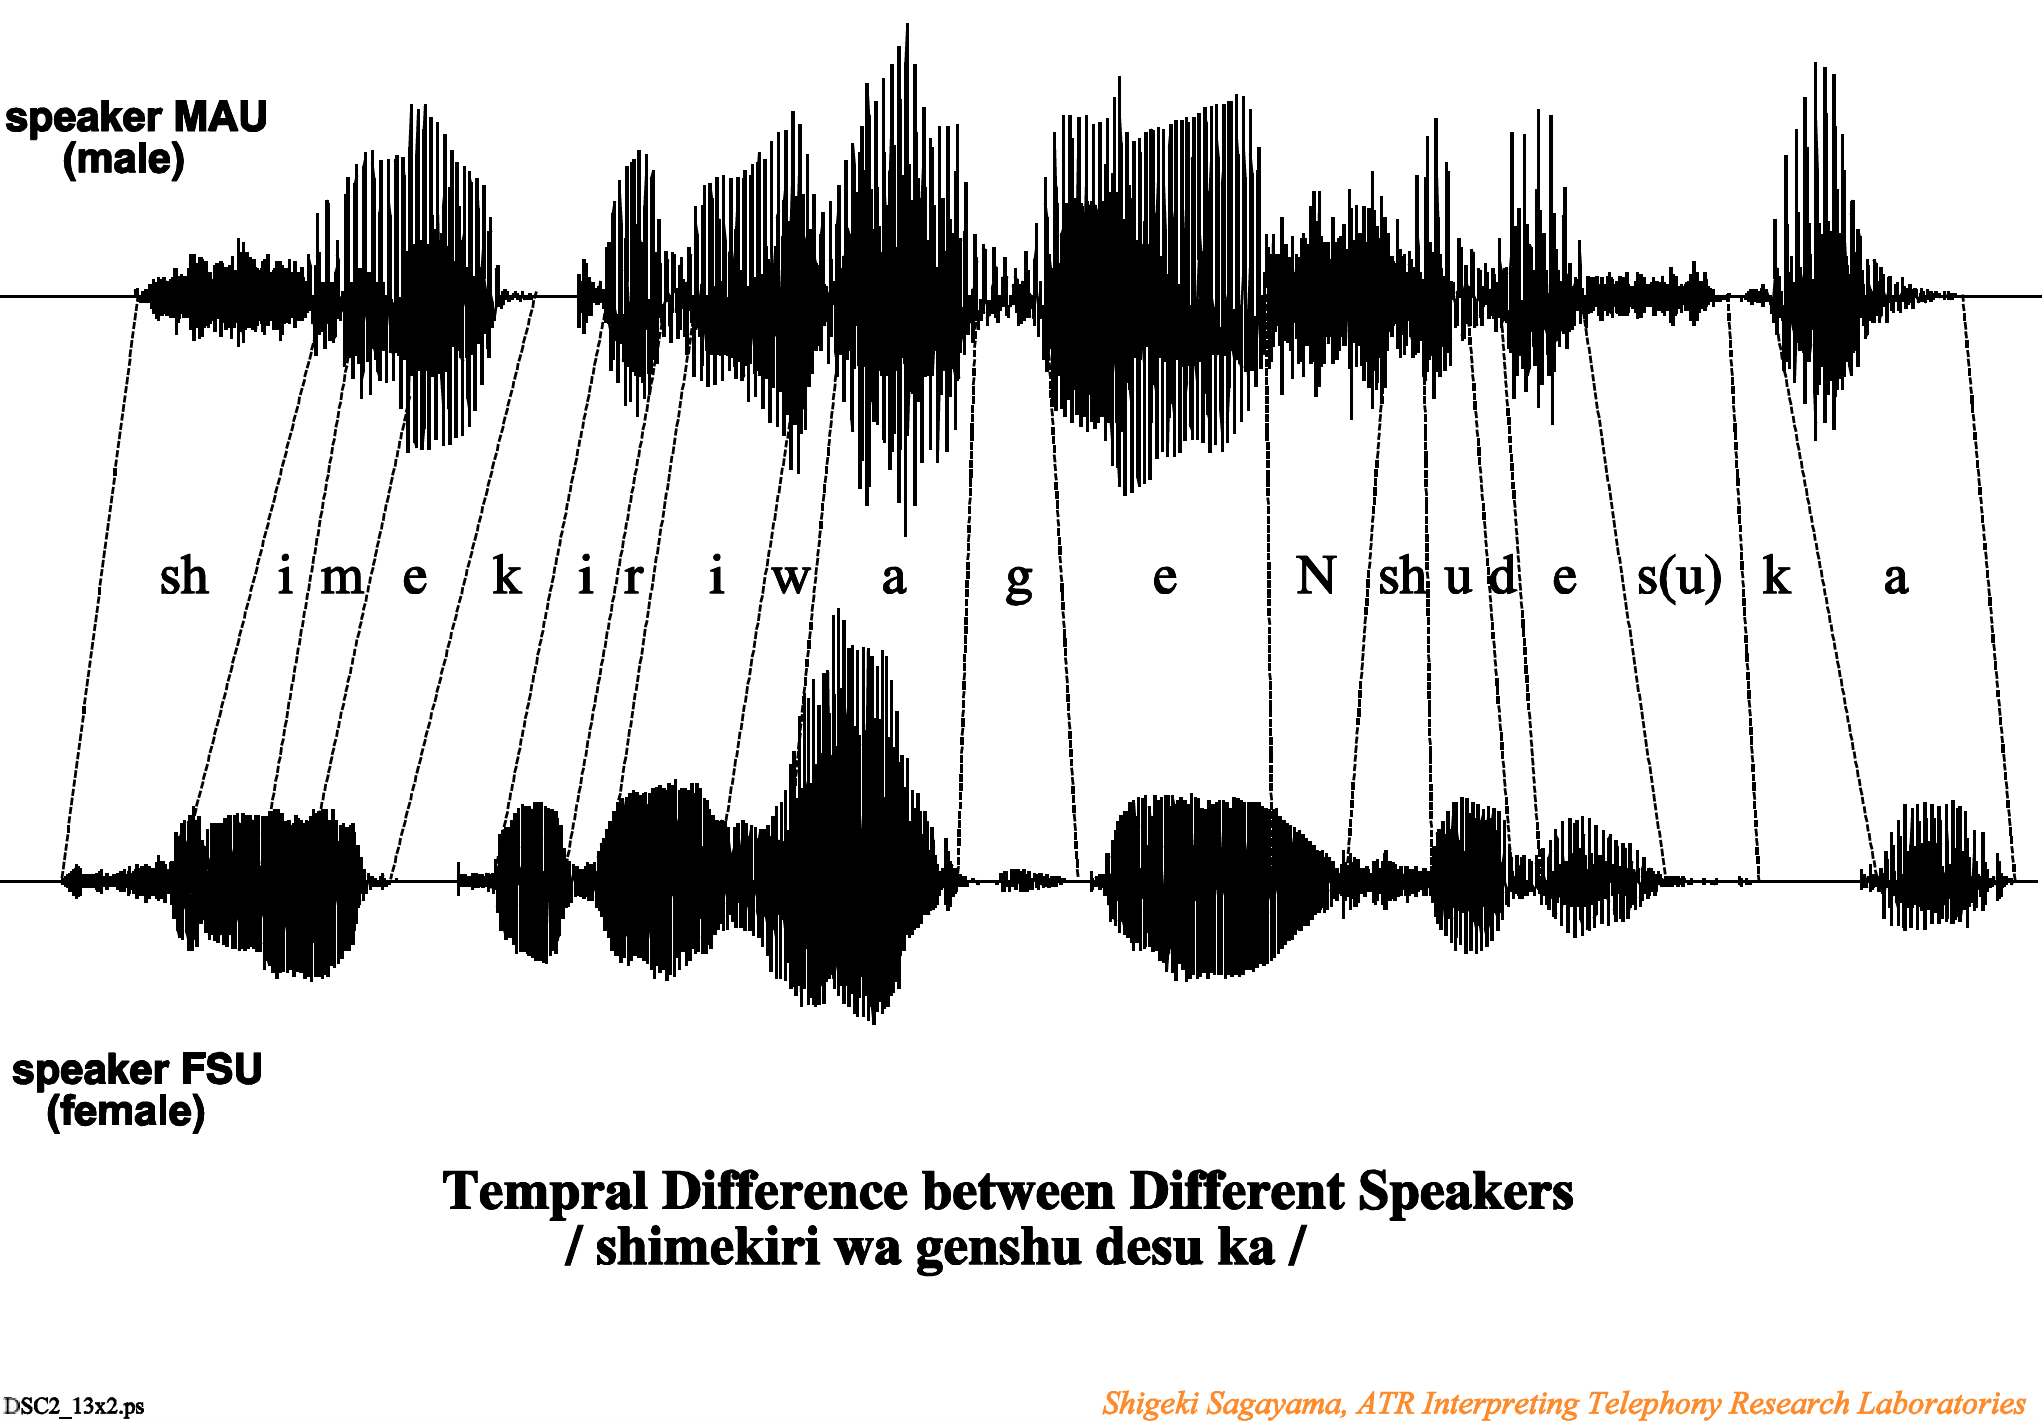 speaker MAU
(male)
sh i m e k i r i w a g e N sh u d e s(u) k a
speaker FSU
(female)
Tempral Difference between Different Speakers
/ shimekiri wa genshu desu ka /
DSC2_13x2.ps
Shigeki Sagayama, ATR Interpreting Telephony Research Laboratories